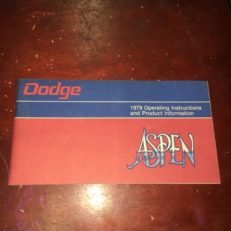 Dodge
1979 Operating Instructions
and Product Information
ASPEN